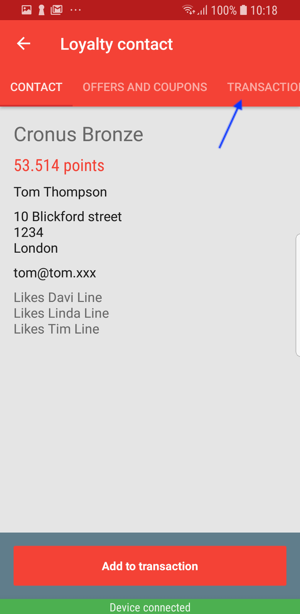 100% 10:18
Loyalty contact
CONTACT OFFERS AND COUPONS TRANSACTIO
Cronus Bronze
53.514 points
Tom Thompson
10 Blickford street
1234
London
tom@tom.xxx
Likes Davi Line
Likes Linda Line
Likes Tim Line
Add to transaction
Device connected